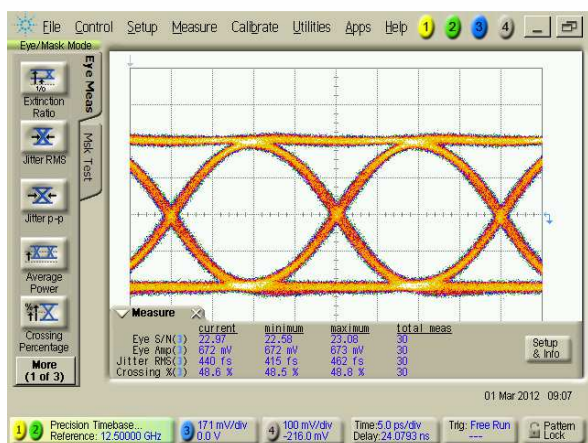 File Control Setup Measure Calibrate Utilities Apps Help 1 2 3 4
Eye/Mask Mode
Eye Meas
Msk Test
1/0
Extinction
Ratio
Jitter RMS
Jitter p-p
Average
Power
%
Crossing
Percentage
More
(1 of 3)
Measure
current minimum maximum total meas
Eye S/N(3) 22.97 22.58 23.08 30
Eye Amp(3) 672 mV 672 mV 673 mV 30
Jitter RMS(3) 440 fs 415 fs 462 fs 30
Crossing %(3) 48.6 % 48.5 % 48.8 % 30
Setup
& Info
01 Mar 2012 09:07
1 2 Precision Timebase...
Reference: 12.50000 GHz
3 171 mV/div
0.0 V
4 100 mV/div
-216.0 mV
Time:5.0 ps/div
Delay:24.0793 ns
Trig: Free Run
---
Pattern
Lock